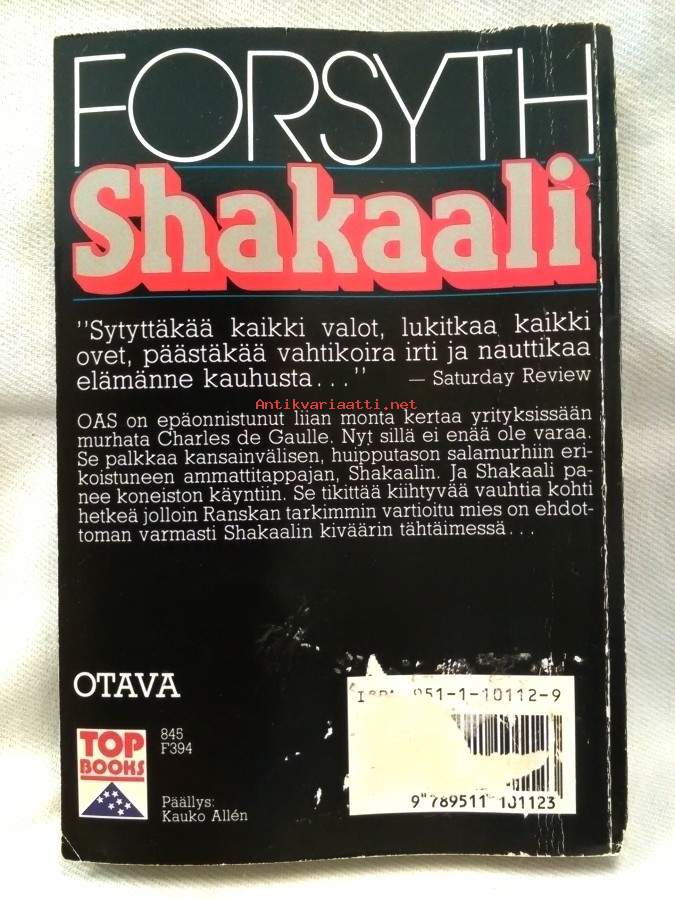 FORSYTH
Shakaali
"Sytyttäkää kaikki valot, lukitkaa kaikki
ovet, päästäkää vahtikoira irti ja nauttikaa
elämänne kauhusta..." — Saturday Review
Antikvariaatti.net
OAS on epäonnistunut liian monta kertaa yrityksissään
murhata Charles de Gaulle. Nyt sillä ei enää ole varaa.
Se palkkaa kansainvälisen, huipputason salamurhiin eri-
koistuneen ammattitappajan, Shakaalin. Ja Shakaali pa-
nee koneiston käyntiin. Se tikittää kiihtyvää vauhtia kohti
hetkeä jolloin Ranskan tarkimmin vartioitu mies on ehdot-
toman varmasti Shakaalin kiväärin tähtäimessä...
OTAVA
TOP
BOOKS
845
F394
Päällys:
Kauko Allén
951-1-10112-9
9 789511 101123